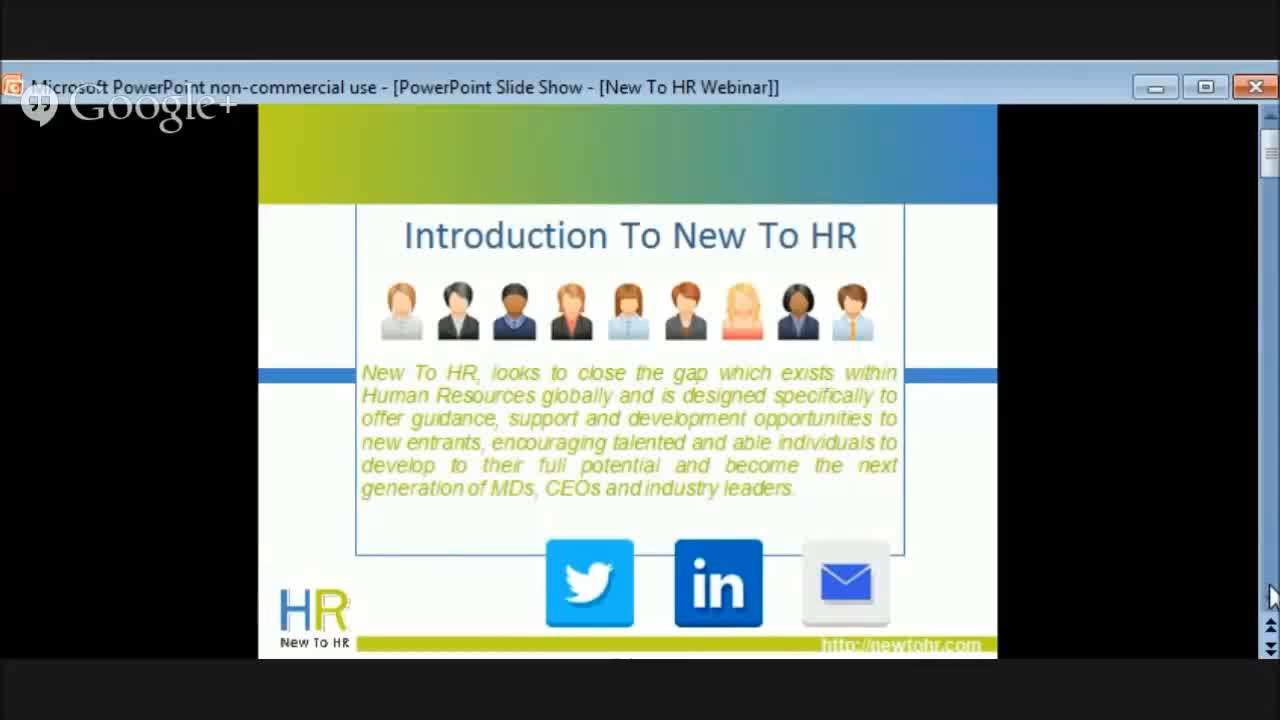 Microsoft PowerPoint non-commercial use - [PowerPoint Slide Show - [New To HR Webinar]]
Google+
Introduction To New To HR
New To HR, looks to close the gap which exists within
Human Resources globally and is designed specifically to
offer guidance, support and development opportunities to
new entrants, encouraging talented and able individuals to
develop to their full potential and become the next
generation of MDs, CEOs and industry leaders.
in
HR
New To HR
http://newtohr.com